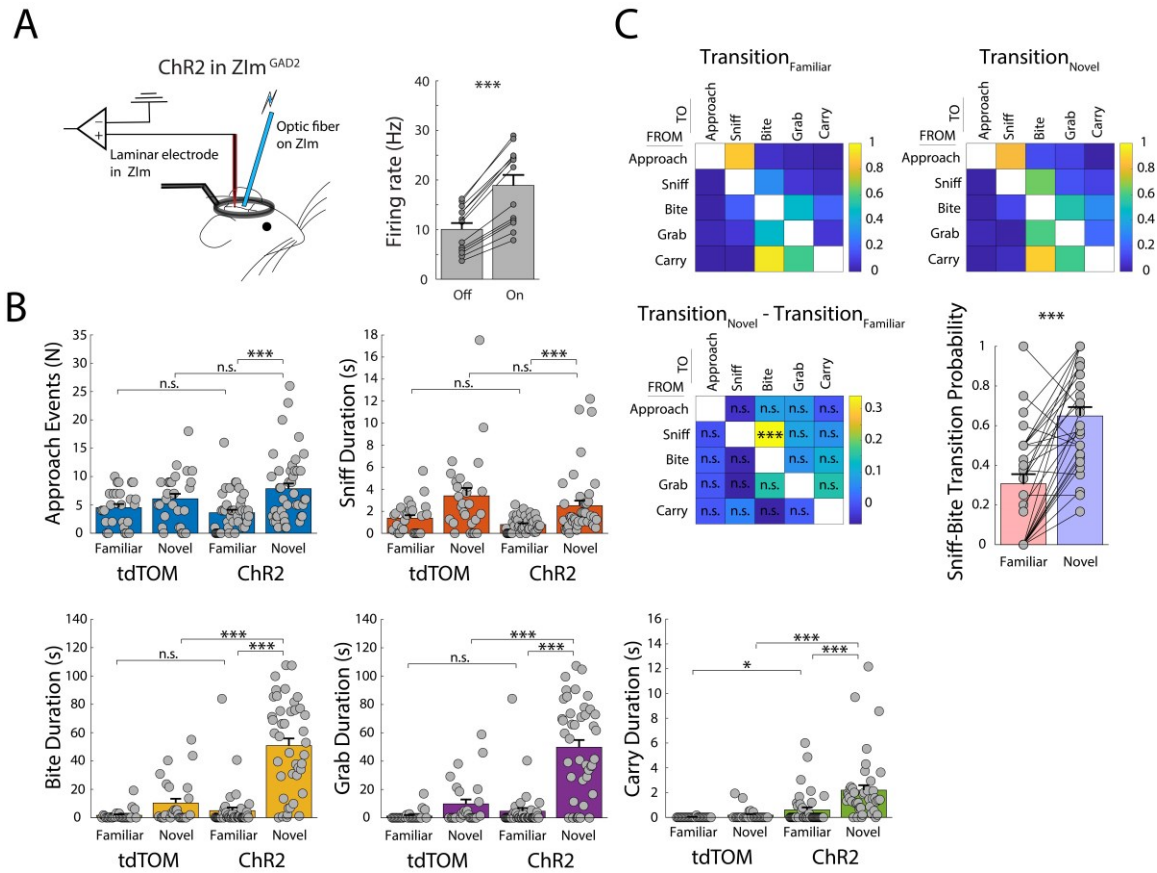 A
ChR2 in ZIm GAD2
− +
Optic fiber
on ZIm
Laminar electrode
in ZIm
Firing rate (Hz)
40
30
20
10
0
***
Off On
B
Approach Events (N)
35
30
25
20
15
10
5
0
***
n.s.
n.s.
Familiar Novel Familiar Novel
tdTOM ChR2
Sniff Duration (s)
18
16
14
12
10
8
6
4
2
0
***
n.s.
n.s.
Familiar Novel Familiar Novel
tdTOM ChR2
Bite Duration (s)
140
120
100
80
60
40
20
0
***
***
n.s.
Familiar Novel Familiar Novel
tdTOM ChR2
Grab Duration (s)
140
120
100
80
60
40
20
0
***
***
n.s.
Familiar Novel Familiar Novel
tdTOM ChR2
Carry Duration (s)
16
14
12
10
8
6
4
2
0
***
***
*
Familiar Novel Familiar Novel
tdTOM ChR2
C
Transition Familiar
TO
FROM
Approach Sniff Bite Grab Carry
Approach
Sniff
Bite
Grab
Carry
1
0.8
0.6
0.4
0.2
0
Transition Novel
TO
FROM
Approach Sniff Bite Grab Carry
Approach
Sniff
Bite
Grab
Carry
1
0.8
0.6
0.4
0.2
0
Transition Novel - Transition Familiar
TO
FROM
Approach Sniff Bite Grab Carry
Approach n.s. n.s. n.s. n.s.
Sniff n.s. *** n.s. n.s.
Bite n.s. n.s. n.s. n.s.
Grab n.s. n.s. n.s. n.s.
Carry n.s. n.s. n.s. n.s.
0.3
0.2
0.1
0
Sniff-Bite Transition Probability
1
0.8
0.6
0.4
0.2
0
***
Familiar Novel